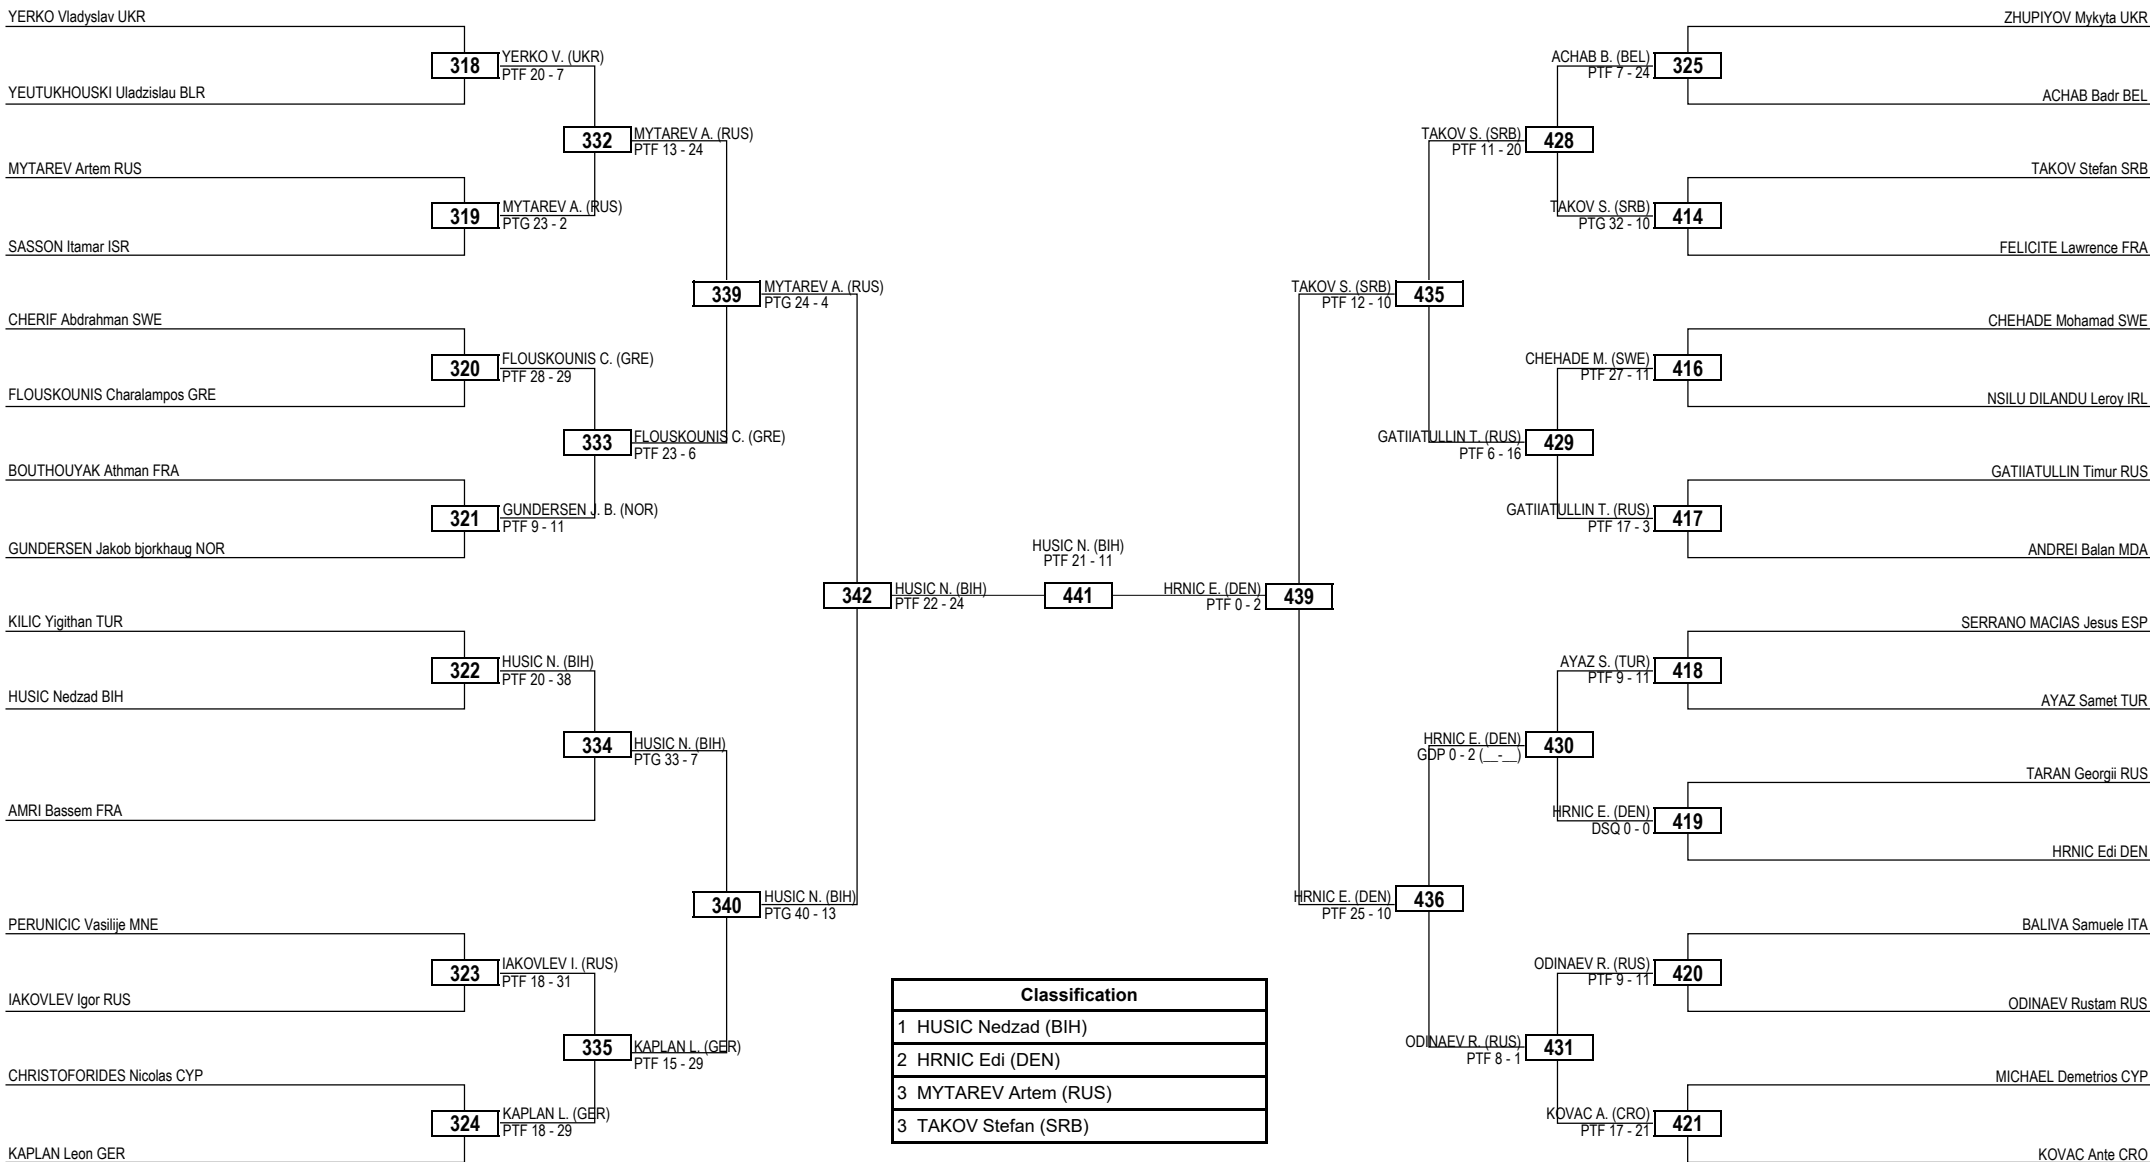 YERKO Vladyslav UKR
318
YERKO V. (UKR)
PTF 20 - 7
YEUTUKHOUSKI Uladzislau BLR
332
MYTAREV A. (RUS)
PTF 13 - 24
MYTAREV Artem RUS
319
MYTAREV A. (RUS)
PTG 23 - 2
SASSON Itamar ISR
339
MYTAREV A. (RUS)
PTG 24 - 4
CHERIF Abdrahman SWE
320
FLOUSKOUNIS C. (GRE)
PTF 28 - 29
FLOUSKOUNIS Charalampos GRE
333
FLOUSKOUNIS C. (GRE)
PTF 23 - 6
BOUTHOUYAK Athman FRA
321
GUNDERSEN J. B. (NOR)
PTF 9 - 11
GUNDERSEN Jakob bjorkhaug NOR
342
HUSIC N. (BIH)
PTF 22 - 24
KILIC Yigithan TUR
322
HUSIC N. (BIH)
PTF 20 - 38
HUSIC Nedzad BIH
334
HUSIC N. (BIH)
PTG 33 - 7
AMRI Bassem FRA
340
HUSIC N. (BIH)
PTG 40 - 13
PERUNICIC Vasilije MNE
323
IAKOVLEV I. (RUS)
PTF 18 - 31
IAKOVLEV Igor RUS
335
KAPLAN L. (GER)
PTF 15 - 29
CHRISTOFORIDES Nicolas CYP
324
KAPLAN L. (GER)
PTF 18 - 29
KAPLAN Leon GER
HUSIC N. (BIH)
PTF 21 - 11
441
ZHUPIYOV Mykyta UKR
ACHAB B. (BEL)
PTF 7 - 24
325
ACHAB Badr BEL
TAKOV S. (SRB)
PTF 11 - 20
428
TAKOV Stefan SRB
TAKOV S. (SRB)
PTG 32 - 10
414
FELICITE Lawrence FRA
TAKOV S. (SRB)
PTF 12 - 10
435
CHEHADE Mohamad SWE
CHEHADE M. (SWE)
PTF 27 - 11
416
NSILU DILANDU Leroy IRL
GATIIATULLIN T. (RUS)
PTF 6 - 16
429
GATIIATULLIN Timur RUS
GATIIATULLIN T. (RUS)
PTF 17 - 3
417
ANDREI Balan MDA
HRNIC E. (DEN)
PTF 0 - 2
439
SERRANO MACIAS Jesus ESP
AYAZ S. (TUR)
PTF 9 - 11
418
AYAZ Samet TUR
HRNIC E. (DEN)
GDP 0 - 2 (__-__)
430
TARAN Georgii RUS
HRNIC E. (DEN)
DSQ 0 - 0
419
HRNIC Edi DEN
HRNIC E. (DEN)
PTF 25 - 10
436
BALIVA Samuele ITA
ODINAEV R. (RUS)
PTF 9 - 11
420
ODINAEV Rustam RUS
ODINAEV R. (RUS)
PTF 8 - 1
431
MICHAEL Demetrios CYP
KOVAC A. (CRO)
PTF 17 - 21
421
KOVAC Ante CRO
Classification
1 HUSIC Nedzad (BIH)
2 HRNIC Edi (DEN)
3 MYTAREV Artem (RUS)
3 TAKOV Stefan (SRB)